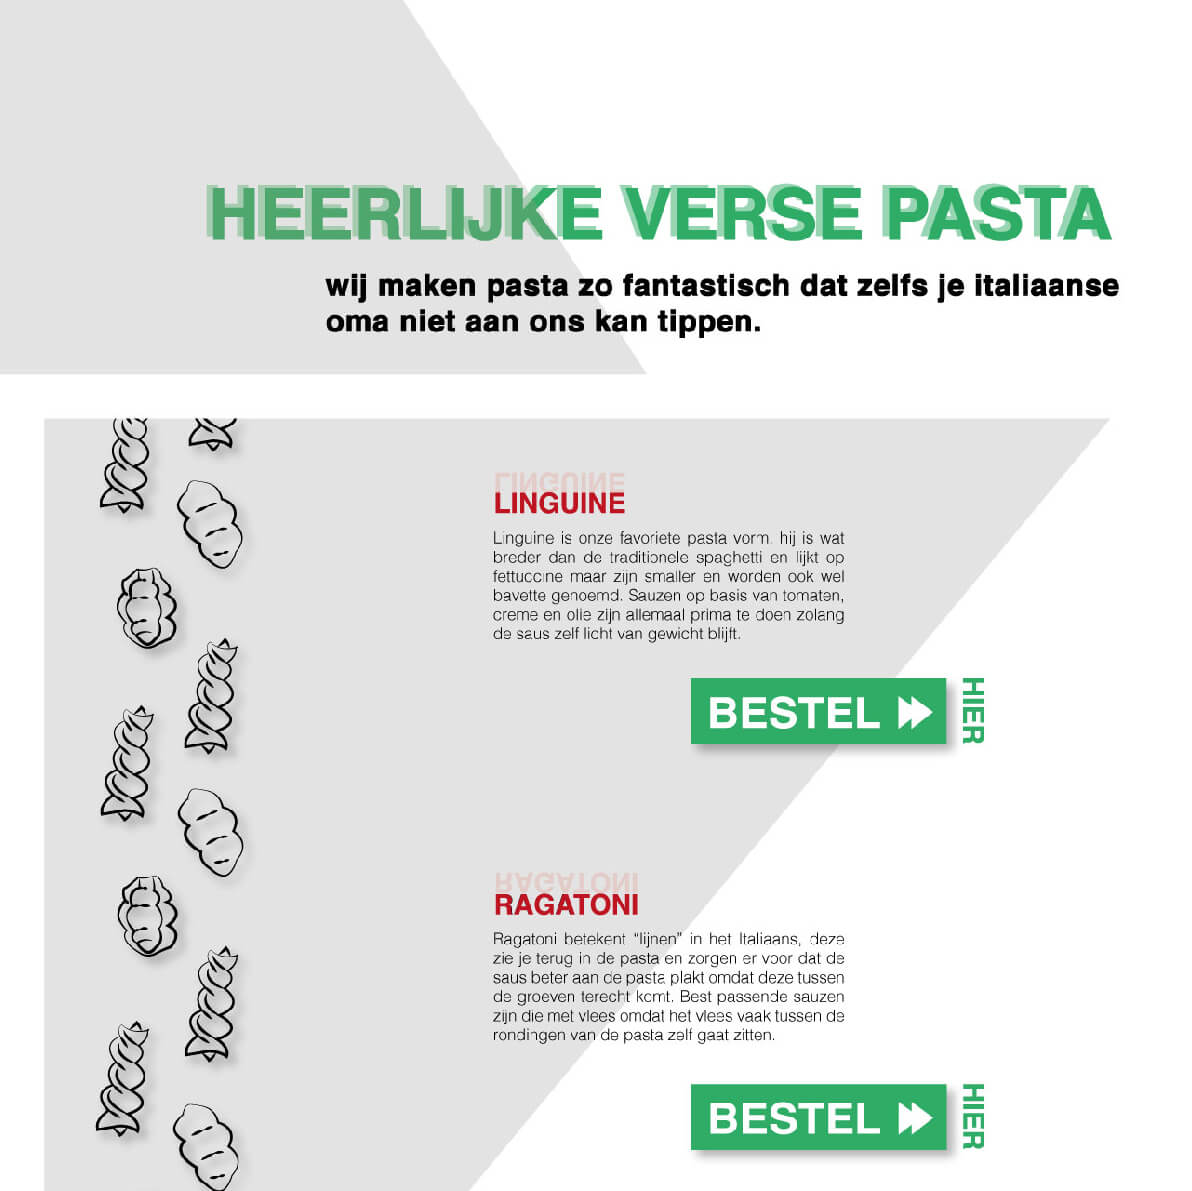 HEERLIJKE VERSE PASTA
wij maken pasta zo fantastisch dat zelfs je italiaanse
oma niet aan ons kan tippen.
LINGUINE
LINGUINE
Linguine is onze favoriete pasta vorm. hij is wat
breder dan de traditionele spaghetti en lijkt op
fettuccine maar zijn smaller en worden ook wel
bavette genoemd. Sauzen op basis van tomaten,
creme en olie zijn allemaal prima te doen zolang
de saus zelf licht van gewicht blijft.
BESTEL
HIER
RAGATONI
RAGATONI
Ragatoni betekent “lijnen” in het Italiaans, deze
zie je terug in de pasta en zorgen er voor dat de
saus beter aan de pasta plakt omdat deze tussen
de groeven terecht komt. Best passende sauzen
zijn die met vlees omdat het vlees vaak tussen de
rondingen van de pasta zelf gaat zitten.
BESTEL
HIER